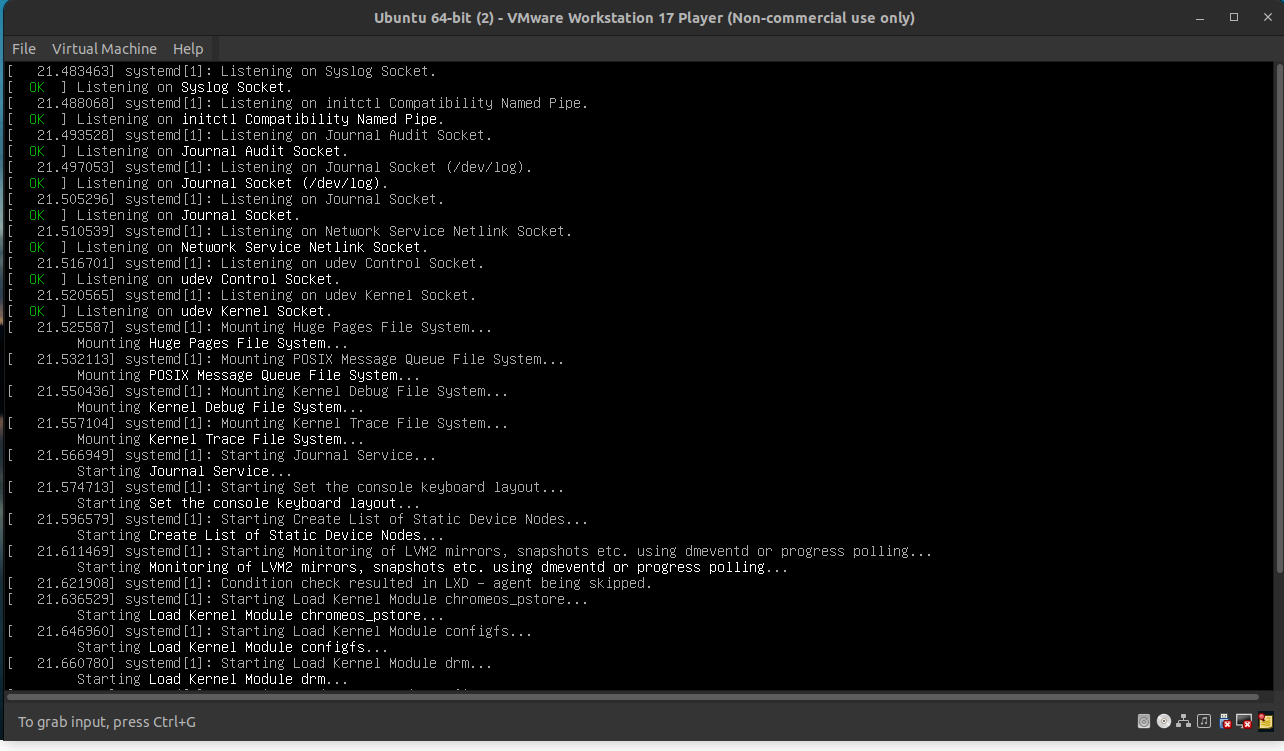 Ubuntu 64-bit (2) - VMware Workstation 17 Player (Non-commercial use only)
File Virtual Machine Help
[   21.483463] systemd[1]: Listening on Syslog Socket.
[  OK  ] Listening on Syslog Socket.
[   21.488068] systemd[1]: Listening on initctl Compatibility Named Pipe.
[  OK  ] Listening on initctl Compatibility Named Pipe.
[   21.493528] systemd[1]: Listening on Journal Audit Socket.
[  OK  ] Listening on Journal Audit Socket.
[   21.497053] systemd[1]: Listening on Journal Socket (/dev/log).
[  OK  ] Listening on Journal Socket (/dev/log).
[   21.505296] systemd[1]: Listening on Journal Socket.
[  OK  ] Listening on Journal Socket.
[   21.510539] systemd[1]: Listening on Network Service Netlink Socket.
[  OK  ] Listening on Network Service Netlink Socket.
[   21.516701] systemd[1]: Listening on udev Control Socket.
[  OK  ] Listening on udev Control Socket.
[   21.520565] systemd[1]: Listening on udev Kernel Socket.
[  OK  ] Listening on udev Kernel Socket.
[   21.525587] systemd[1]: Mounting Huge Pages File System...
Mounting Huge Pages File System...
[   21.532113] systemd[1]: Mounting POSIX Message Queue File System...
Mounting POSIX Message Queue File System...
[   21.550436] systemd[1]: Mounting Kernel Debug File System...
Mounting Kernel Debug File System...
[   21.557104] systemd[1]: Mounting Kernel Trace File System...
Mounting Kernel Trace File System...
[   21.566949] systemd[1]: Starting Journal Service...
Starting Journal Service...
[   21.574713] systemd[1]: Starting Set the console keyboard layout...
Starting Set the console keyboard layout...
[   21.596579] systemd[1]: Starting Create List of Static Device Nodes...
Starting Create List of Static Device Nodes...
[   21.611469] systemd[1]: Starting Monitoring of LVM2 mirrors, snapshots etc. using dmeventd or progress polling...
Starting Monitoring of LVM2 mirrors, snapshots etc. using dmeventd or progress polling...
[   21.621908] systemd[1]: Condition check resulted in LXD - agent being skipped.
[   21.636529] systemd[1]: Starting Load Kernel Module chromeos_pstore...
Starting Load Kernel Module chromeos_pstore...
[   21.646960] systemd[1]: Starting Load Kernel Module configfs...
Starting Load Kernel Module configfs...
[   21.660780] systemd[1]: Starting Load Kernel Module drm...
Starting Load Kernel Module drm...
To grab input, press Ctrl+G